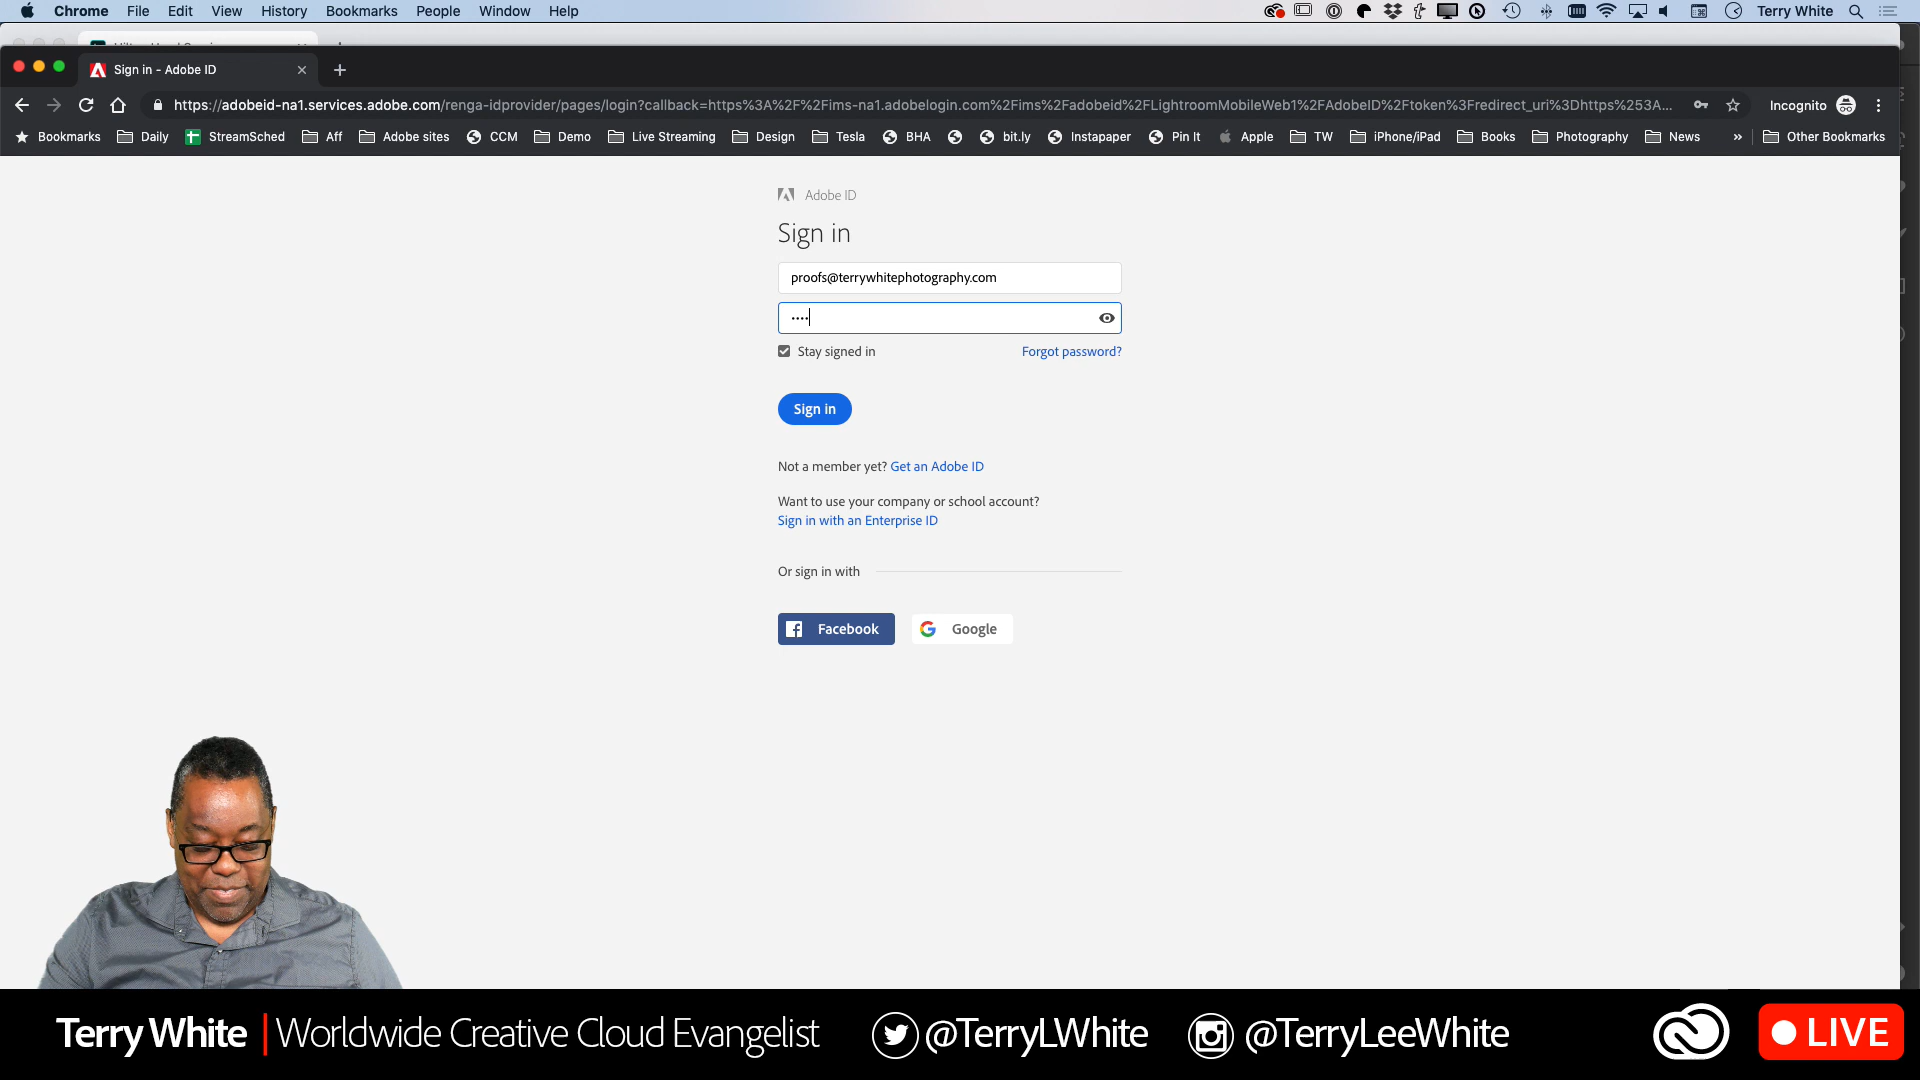 Chrome File Edit View History Bookmarks People Window Help Terry White
Sign in - Adobe ID
https://adobeid-na1.services.adobe.com/renga-idprovider/pages/login?callback=https%3A%2F%2Fims-na1.adobelogin.com%2Fims%2Fadobeid%2FLightroomMobileWeb1%2FAdobeID%2Ftoken%3Fredirect_uri%3Dhttps%253A... Incognito
Bookmarks Daily StreamSched Aff Adobe sites CCM Demo Live Streaming Design Tesla BHA bit.ly Instapaper Pin It Apple TW iPhone/iPad Books Photography News » Other Bookmarks
Adobe ID
Sign in
proofs@terrywhitephotography.com
••••
Stay signed in Forgot password?
Sign in
Not a member yet? Get an Adobe ID
Want to use your company or school account?
Sign in with an Enterprise ID
Or sign in with
Facebook Google
Terry White | Worldwide Creative Cloud Evangelist @TerryLWhite @TerryLeeWhite LIVE